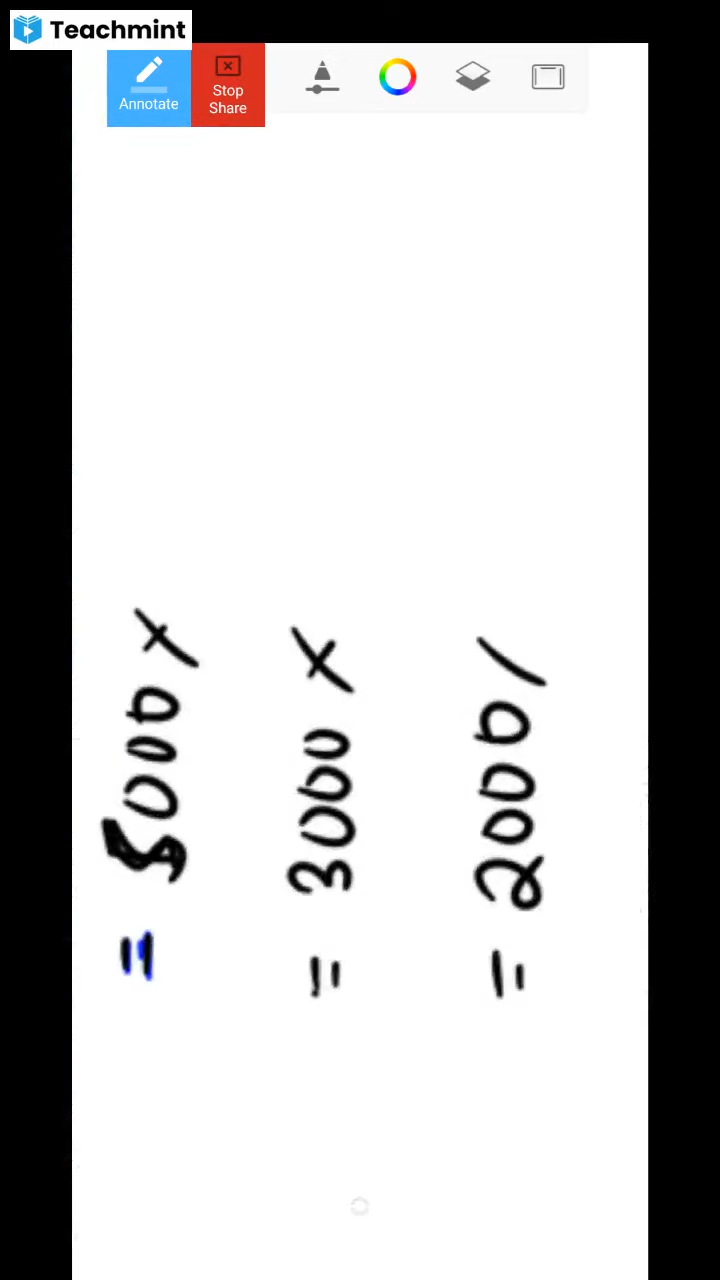 Teachmint
Annotate
Stop
Share
= 5000 x
= 3000 x
= 2000 /